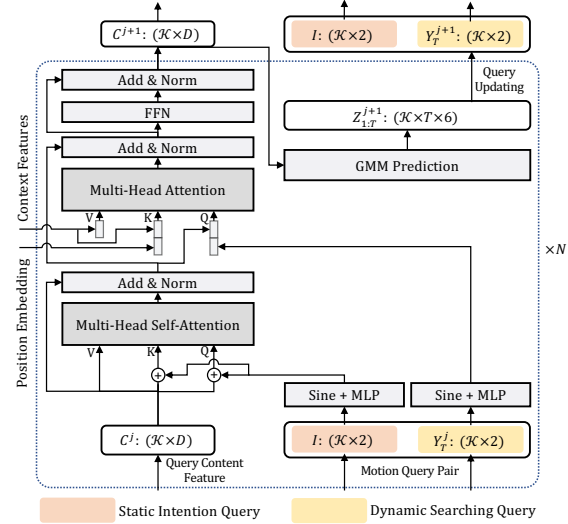 C^{j+1}: (𝒦×D)
I: (𝒦×2)
Y_T^{j+1}: (𝒦×2)
Add & Norm
Query Updating
FFN
Z_{1:T}^{j+1}: (𝒦×T×6)
Add & Norm
GMM Prediction
Context Features
Multi-Head Attention
V
K
Q
×N
Position Embedding
Add & Norm
Multi-Head Self-Attention
V
K
Q
+
+
Sine + MLP
Sine + MLP
C^j: (𝒦×D)
I: (𝒦×2)
Y_T^j: (𝒦×2)
Query Content
Feature
Motion Query Pair
Static Intention Query
Dynamic Searching Query